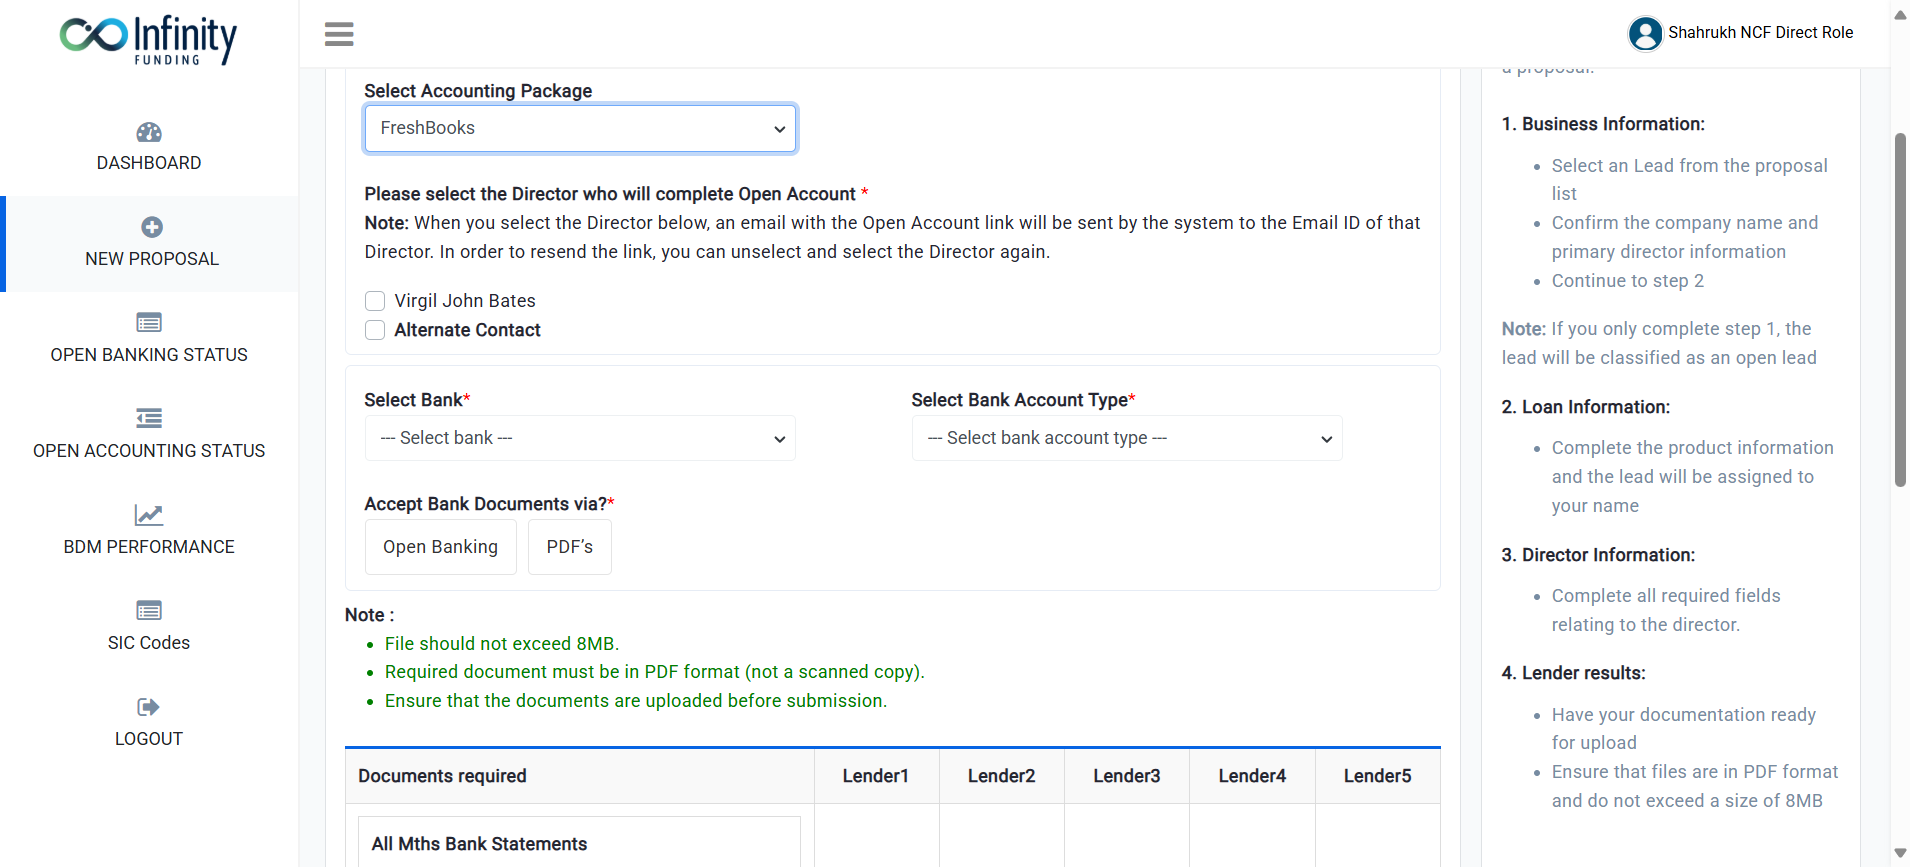 Infinity
FUNDING
Shahrukh NCF Direct Role
DASHBOARD
NEW PROPOSAL
OPEN BANKING STATUS
OPEN ACCOUNTING STATUS
BDM PERFORMANCE
SIC Codes
LOGOUT
Select Accounting Package
FreshBooks
Please select the Director who will complete Open Account *
Note: When you select the Director below, an email with the Open Account link will be sent by the system to the Email ID of that
Director. In order to resend the link, you can unselect and select the Director again.
Virgil John Bates
Alternate Contact
Select Bank*
--- Select bank ---
Select Bank Account Type*
--- Select bank account type ---
Accept Bank Documents via?*
Open Banking
PDF’s
Note :
File should not exceed 8MB.
Required document must be in PDF format (not a scanned copy).
Ensure that the documents are uploaded before submission.
Documents required
Lender1
Lender2
Lender3
Lender4
Lender5
All Mths Bank Statements
a proposal.
1. Business Information:
Select an Lead from the proposal
list
Confirm the company name and
primary director information
Continue to step 2
Note: If you only complete step 1, the
lead will be classified as an open lead
2. Loan Information:
Complete the product information
and the lead will be assigned to
your name
3. Director Information:
Complete all required fields
relating to the director.
4. Lender results:
Have your documentation ready
for upload
Ensure that files are in PDF format
and do not exceed a size of 8MB